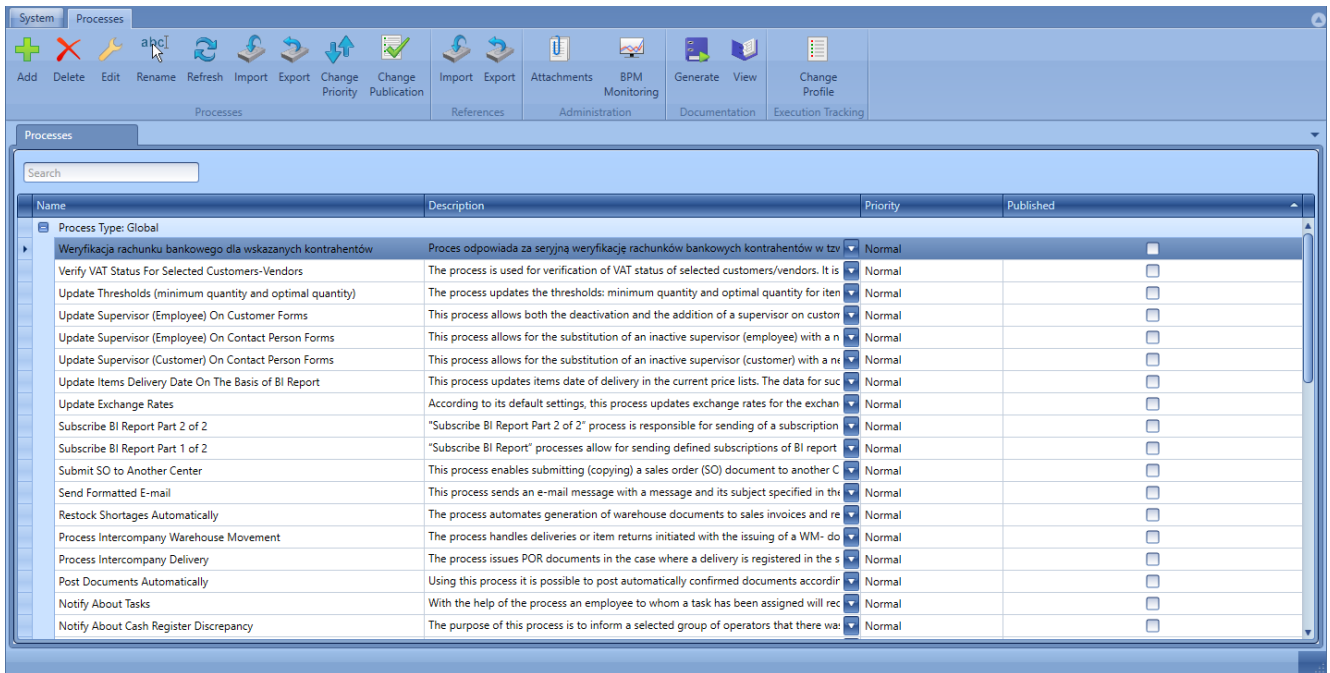 System Processes
abc
Add Delete Edit Rename Refresh Import Export Change Priority Change Publication Import Export Attachments BPM Monitoring Generate View Change Profile
Processes References Administration Documentation Execution Tracking
Processes
Search
Name Description Priority Published
Process Type: Global
Weryfikacja rachunku bankowego dla wskazanych kontrahentów Proces odpowiada za seryjną weryfikację rachunków bankowych kontrahentów w tzv Normal
Verify VAT Status For Selected Customers-Vendors The process is used for verification of VAT status of selected customers/vendors. It is Normal
Update Thresholds (minimum quantity and optimal quantity) The process updates the thresholds: minimum quantity and optimal quantity for iten Normal
Update Supervisor (Employee) On Customer Forms This process allows both the deactivation and the addition of a supervisor on custom Normal
Update Supervisor (Employee) On Contact Person Forms This process allows for the substitution of an inactive supervisor (employee) with a n Normal
Update Supervisor (Customer) On Contact Person Forms This process allows for the substitution of an inactive supervisor (customer) with a ne Normal
Update Items Delivery Date On The Basis of BI Report This process updates items date of delivery in the current price lists. The data for suc Normal
Update Exchange Rates According to its default settings, this process updates exchange rates for the exchan Normal
Subscribe BI Report Part 2 of 2 "Subscribe BI Report Part 2 of 2" process is responsible for sending of a subscription Normal
Subscribe BI Report Part 1 of 2 "Subscribe BI Report" processes allow for sending defined subscriptions of BI report Normal
Submit SO to Another Center This process enables submitting (copying) a sales order (SO) document to another C Normal
Send Formatted E-mail This process sends an e-mail message with a message and its subject specified in the Normal
Restock Shortages Automatically The process automates generation of warehouse documents to sales invoices and re Normal
Process Intercompany Warehouse Movement The process handles deliveries or item returns initiated with the issuing of a WM- do Normal
Process Intercompany Delivery The process issues POR documents in the case where a delivery is registered in the s Normal
Post Documents Automatically Using this process it is possible to post automatically confirmed documents accordir Normal
Notify About Tasks With the help of the process an employee to whom a task has been assigned will rec Normal
Notify About Cash Register Discrepancy The purpose of this process is to inform a selected group of operators that there wa: Normal